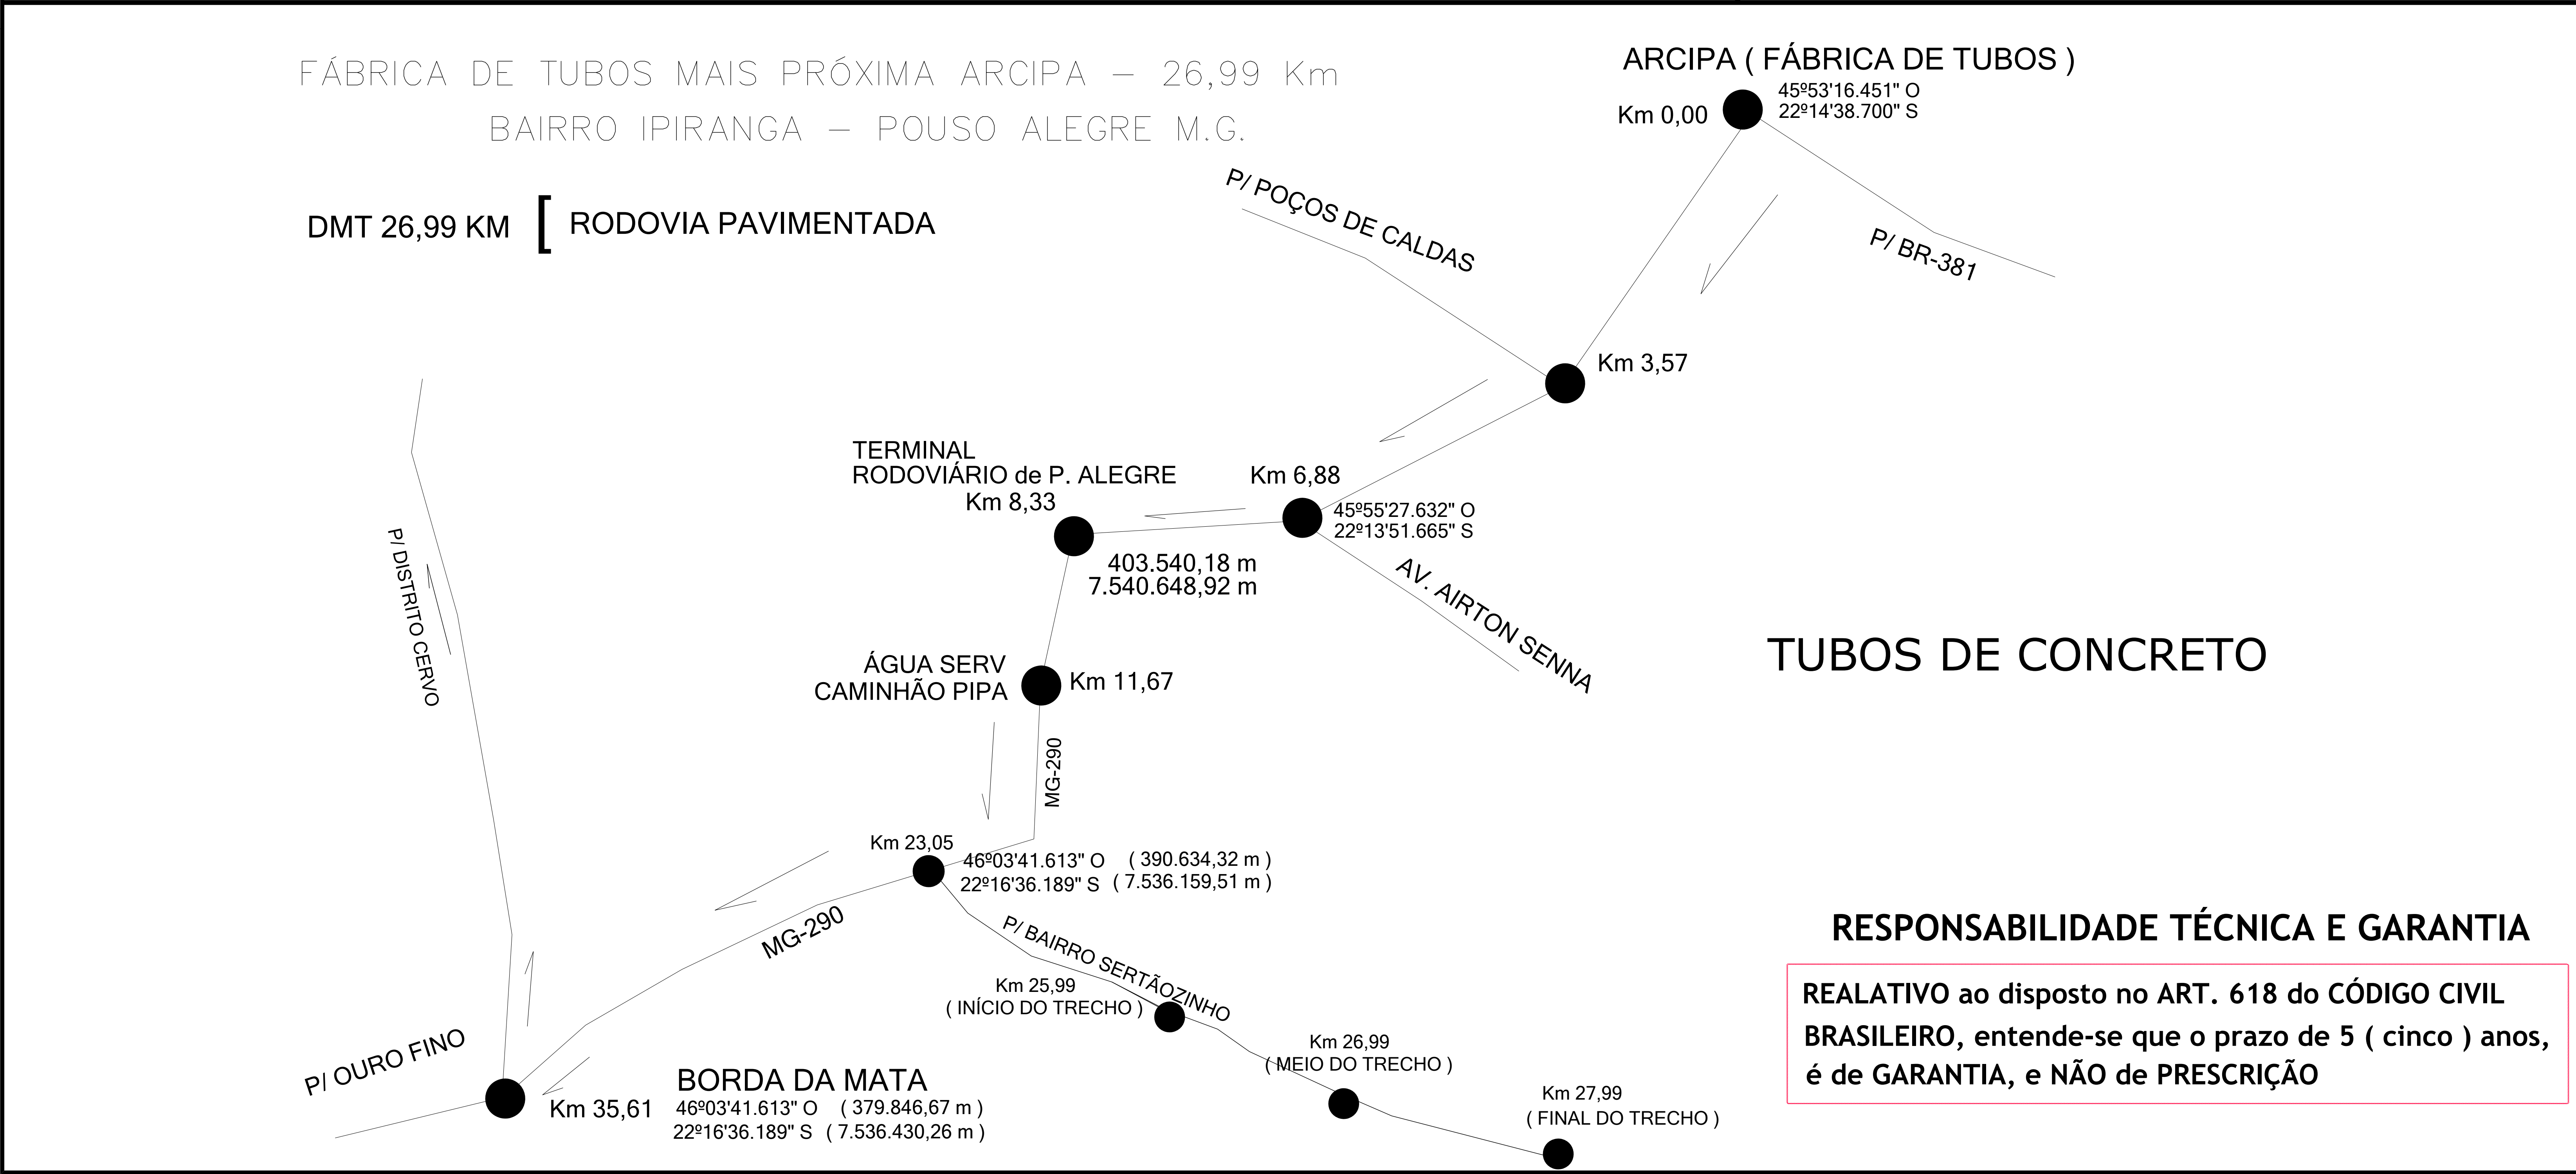 FÁBRICA DE TUBOS MAIS PRÓXIMA ARCIPA – 26,99 Km
BAIRRO IPIRANGA – POUSO ALEGRE M.G.
DMT 26,99 KM [ RODOVIA PAVIMENTADA
ARCIPA ( FÁBRICA DE TUBOS )
45º53'16.451" O
22º14'38.700" S
Km 0,00
P/ POÇOS DE CALDAS
P/ BR-381
Km 3,57
TERMINAL
RODOVIÁRIO de P. ALEGRE
Km 8,33
Km 6,88
45º55'27.632" O
22º13'51.665" S
403.540,18 m
7.540.648,92 m
AV. AIRTON SENNA
P/ DISTRITO CERVO
ÁGUA SERV
CAMINHÃO PIPA
Km 11,67
TUBOS DE CONCRETO
MG-290
Km 23,05
46º03'41.613" O ( 390.634,32 m )
22º16'36.189" S ( 7.536.159,51 m )
MG-290
P/ BAIRRO SERTÃOZINHO
Km 25,99
( INÍCIO DO TRECHO )
Km 26,99
( MEIO DO TRECHO )
Km 27,99
( FINAL DO TRECHO )
P/ OURO FINO
Km 35,61
BORDA DA MATA
46º03'41.613" O ( 379.846,67 m )
22º16'36.189" S ( 7.536.430,26 m )
RESPONSABILIDADE TÉCNICA E GARANTIA
REALATIVO ao disposto no ART. 618 do CÓDIGO CIVIL
BRASILEIRO, entende-se que o prazo de 5 ( cinco ) anos,
é de GARANTIA, e NÃO de PRESCRIÇÃO